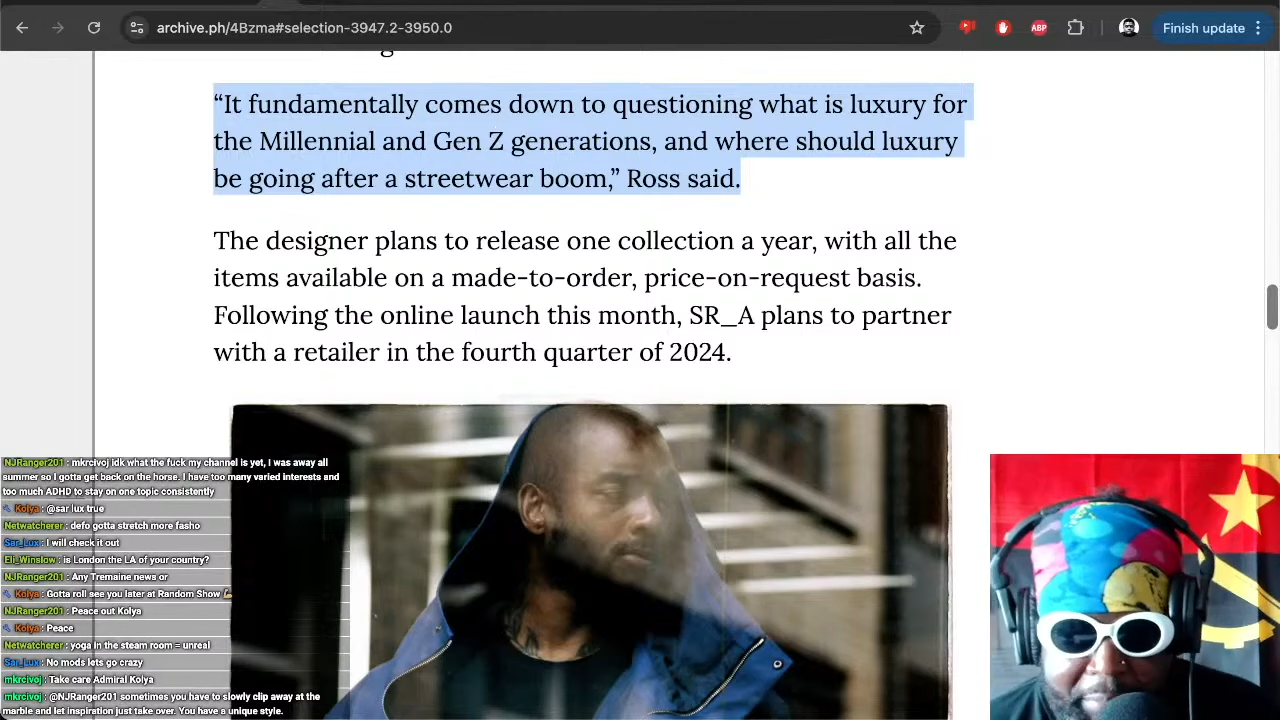 archive.ph/4Bzma#selection-3947.2-3950.0
ABP
Finish update
“It fundamentally comes down to questioning what is luxury for
the Millennial and Gen Z generations, and where should luxury
be going after a streetwear boom,” Ross said.
The designer plans to release one collection a year, with all the
items available on a made-to-order, price-on-request basis.
Following the online launch this month, SR_A plans to partner
with a retailer in the fourth quarter of 2024.
NJRanger201 : mkrcivoj idk what the fuck my channel is yet, I was away all
summer so I gotta get back on the horse. I have too many varied interests and
too much ADHD to stay on one topic consistently
Kolya : @sar lux true
Netwatcherer : defo gotta stretch more fasho
Sar_Lux : I will check it out
Eli_Winslow : is London the LA of your country?
NJRanger201 : Any Tremaine news or
Kolya : Gotta roll see you later at Random Show 💪
NJRanger201 : Peace out Kolya
Kolya : Peace
Netwatcherer : yoga in the steam room = unreal
Sar_Lux : No mods lets go crazy
mkrcivoj : Take care Admiral Kolya
mkrcivoj : @NJRanger201 sometimes you have to slowly clip away at the
marble and let inspiration just take over. You have a unique style.